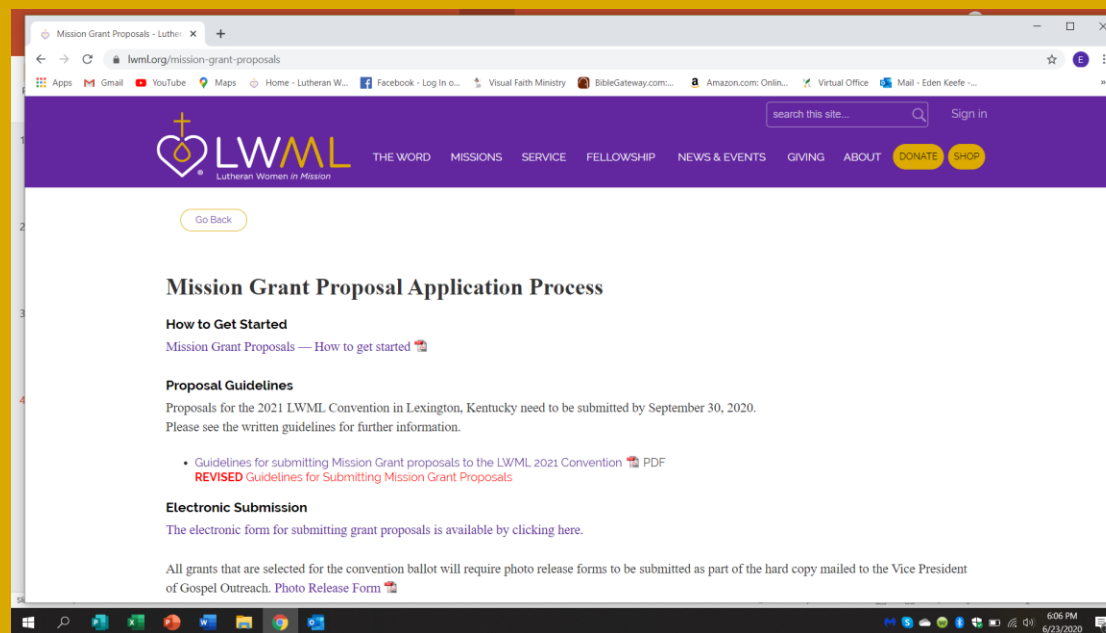 Mission Grant Proposals - Luther
lwml.org/mission-grant-proposals
E
Apps Gmail YouTube Maps Home - Lutheran W... Facebook - Log In o... Visual Faith Ministry BibleGateway.com:... Amazon.com: Onlin... Virtual Office Mail - Eden Keefe -... »
search this site... Sign in
LWML
Lutheran Women in Mission
THE WORD MISSIONS SERVICE FELLOWSHIP NEWS & EVENTS GIVING ABOUT DONATE SHOP
Go Back
Mission Grant Proposal Application Process
How to Get Started
Mission Grant Proposals — How to get started
Proposal Guidelines
Proposals for the 2021 LWML Convention in Lexington, Kentucky need to be submitted by September 30, 2020.
Please see the written guidelines for further information.
• Guidelines for submitting Mission Grant proposals to the LWML 2021 Convention PDF
REVISED Guidelines for Submitting Mission Grant Proposals
Electronic Submission
The electronic form for submitting grant proposals is available by clicking here.
All grants that are selected for the convention ballot will require photo release forms to be submitted as part of the hard copy mailed to the Vice President
of Gospel Outreach. Photo Release Form
6:06 PM
6/23/2020
1
2
3
4